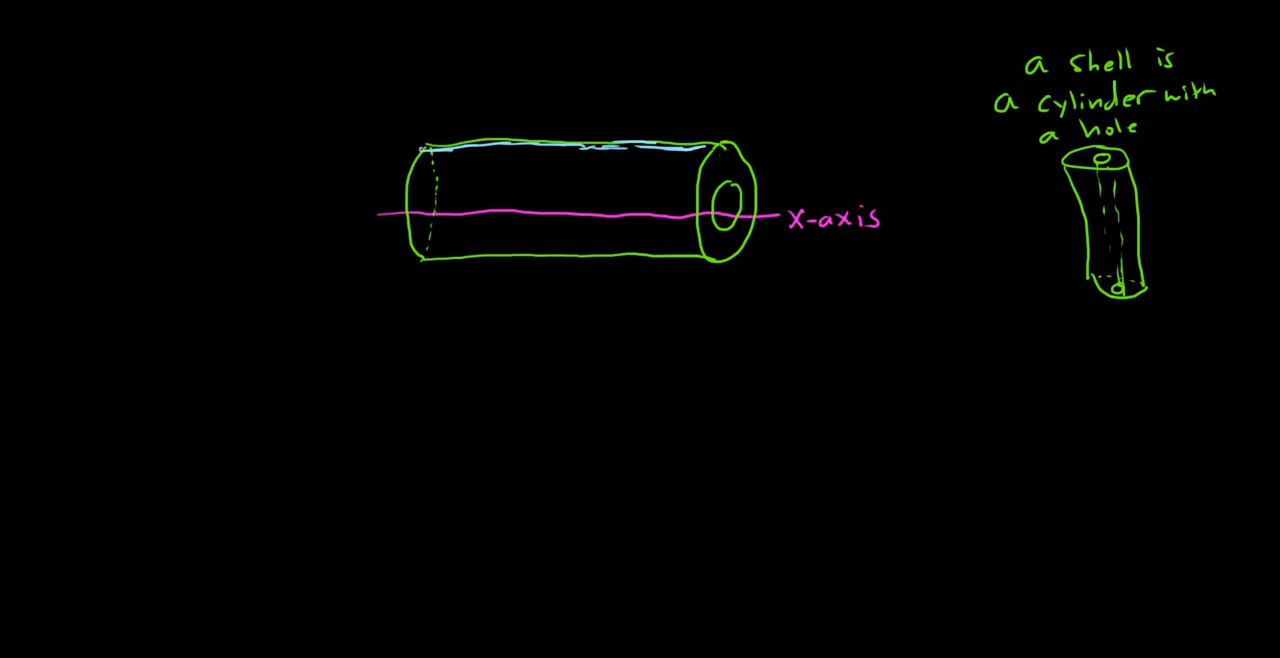 a shell is
a cylinder with
a hole
x-axis